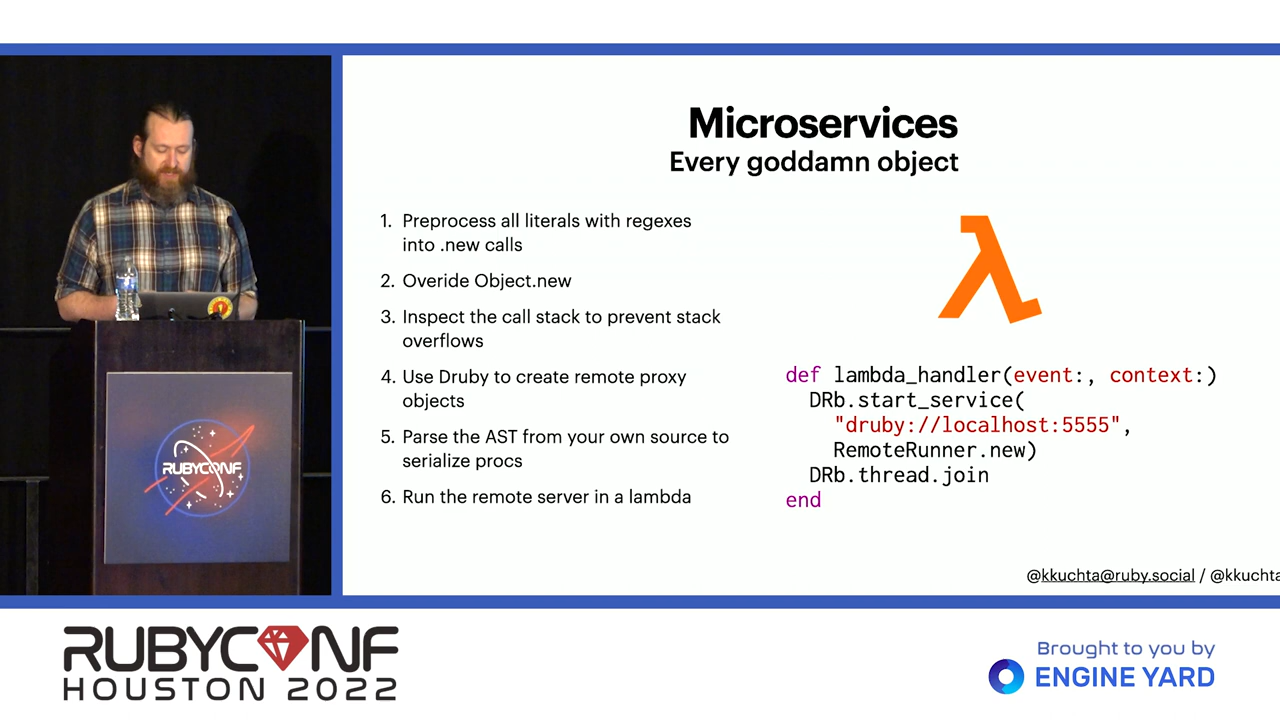 Microservices
Every goddamn object
1. Preprocess all literals with regexes
into .new calls
2. Overide Object.new
3. Inspect the call stack to prevent stack
overflows
4. Use Druby to create remote proxy
objects
5. Parse the AST from your own source to
serialize procs
6. Run the remote server in a lambda
λ
def lambda_handler(event:, context:)
DRb.start_service(
"druby://localhost:5555",
RemoteRunner.new)
DRb.thread.join
end
@kkuchta@ruby.social / @kkuchta
RUBYCONF
RUBYCONF
HOUSTON 2022
Brought to you by
ENGINE YARD